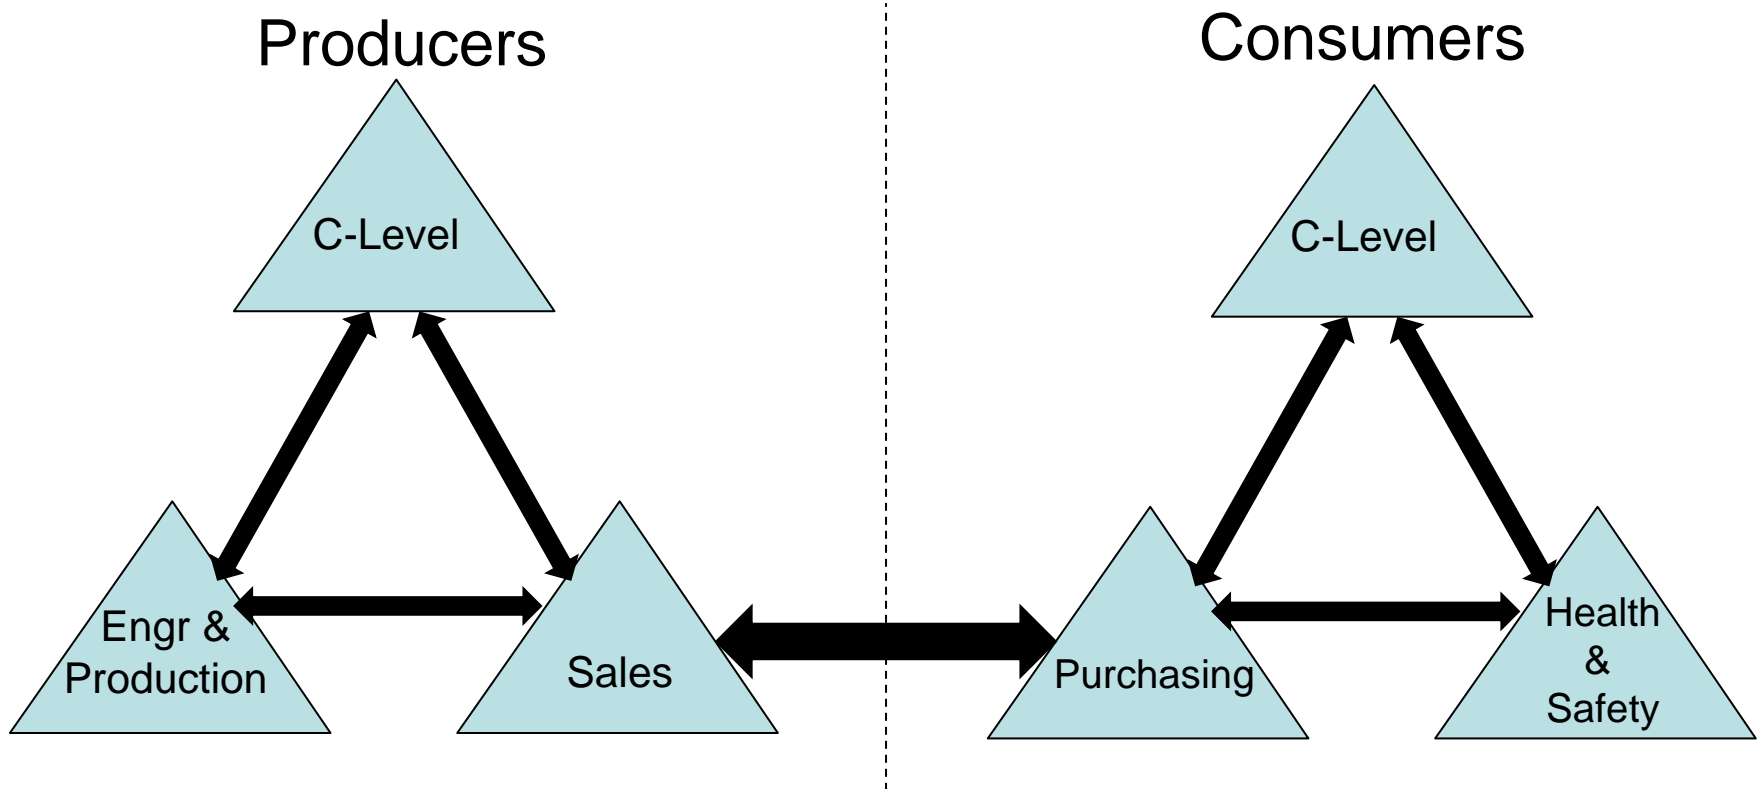 Producers
Consumers
C-Level
C-Level
Engr &
Production
Sales
Purchasing
Health
&
Safety